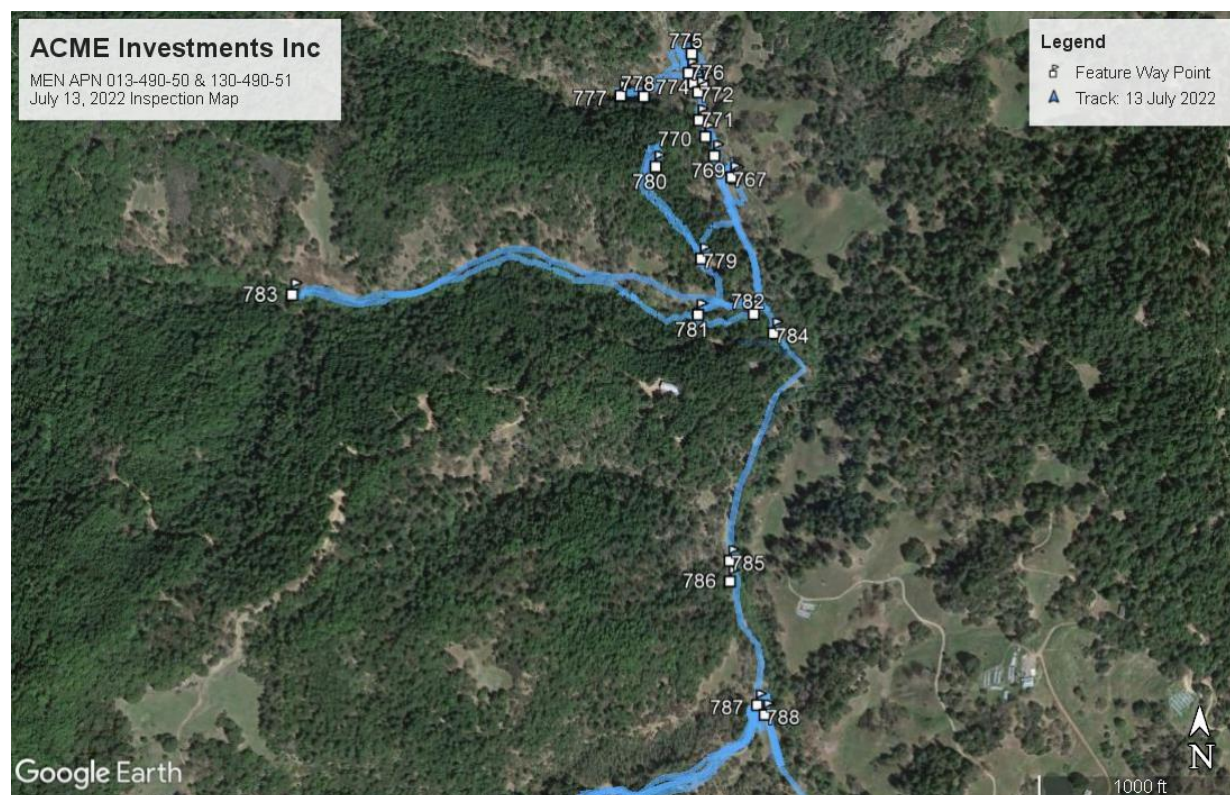 ACME Investments Inc
MEN APN 013-490-50 & 130-490-51
July 13, 2022 Inspection Map
Legend
Feature Way Point
Track: 13 July 2022
775
776
778
774
777
772
771
770
769
767
780
779
783
782
781
784
785
786
787
788
N
Google Earth
1000 ft